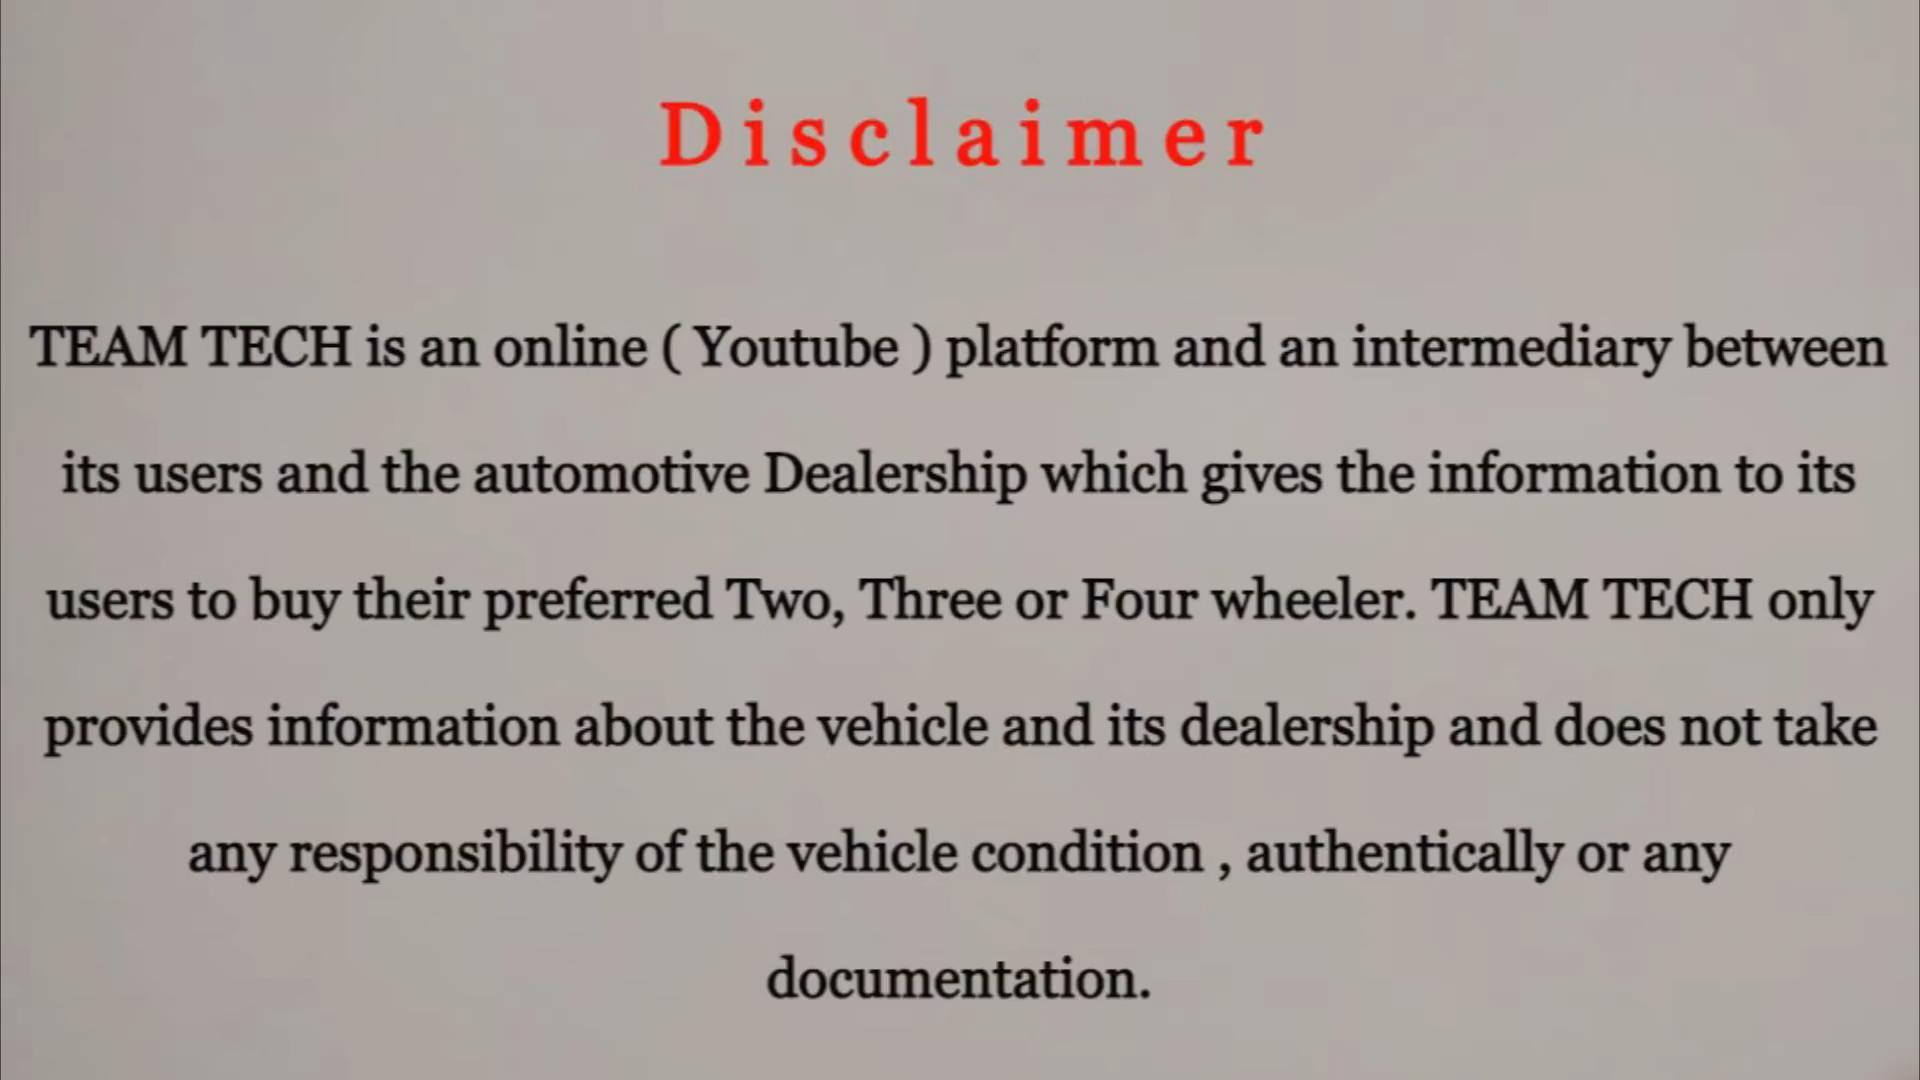 Disclaimer
TEAM TECH is an online ( Youtube ) platform and an intermediary between
its users and the automotive Dealership which gives the information to its
users to buy their preferred Two, Three or Four wheeler. TEAM TECH only
provides information about the vehicle and its dealership and does not take
any responsibility of the vehicle condition , authentically or any
documentation.